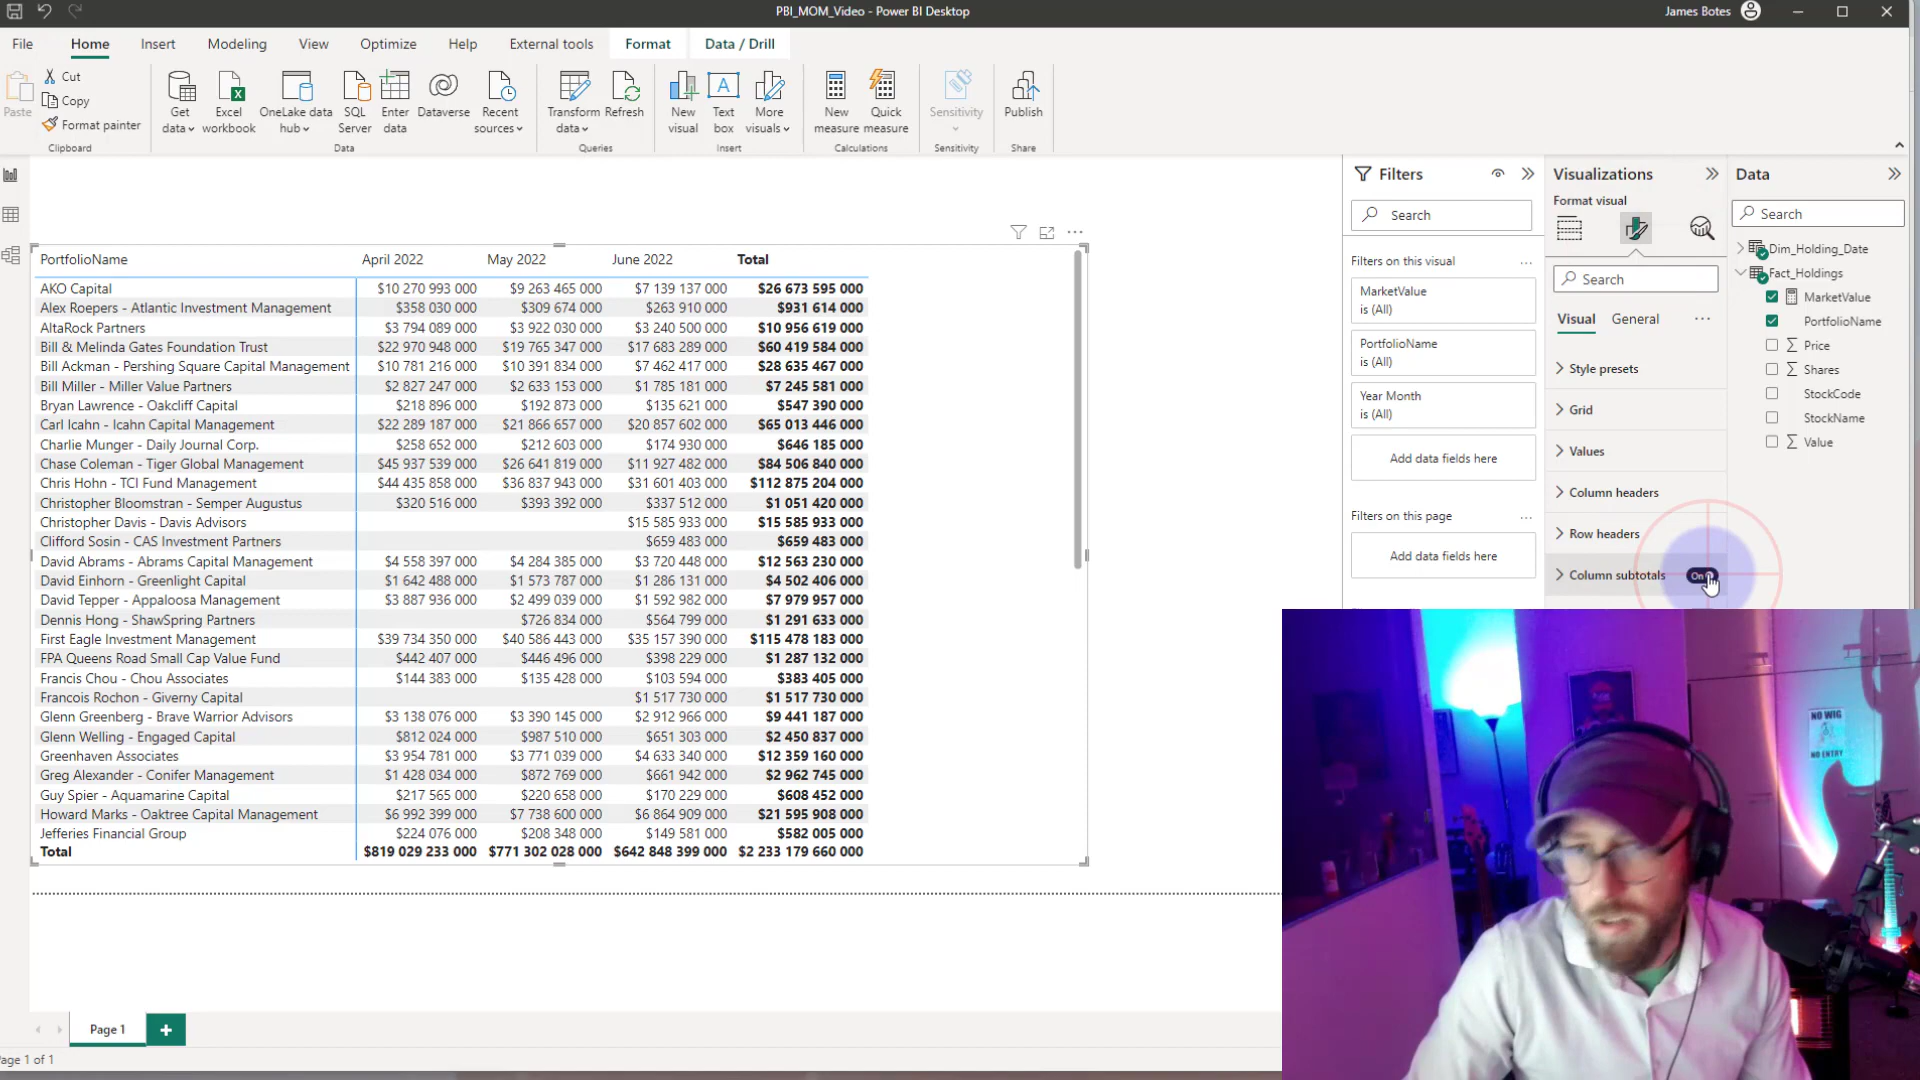 PBI_MOM_Video - Power BI Desktop
James Botes
File Home Insert Modeling View Optimize Help External tools Format Data / Drill
Paste
Cut
Copy
Format painter
Clipboard
Get data
Excel workbook
OneLake data hub
SQL Server
Enter data
Dataverse
Recent sources
Data
Transform data
Refresh
Queries
New visual
Text box
More visuals
Insert
New measure
Quick measure
Calculations
Sensitivity
Sensitivity
Publish
Share
PortfolioName April 2022 May 2022 June 2022 Total
AKO Capital $10 270 993 000 $9 263 465 000 $7 139 137 000 $26 673 595 000
Alex Roepers - Atlantic Investment Management $358 030 000 $309 674 000 $263 910 000 $931 614 000
AltaRock Partners $3 794 089 000 $3 922 030 000 $3 240 500 000 $10 956 619 000
Bill & Melinda Gates Foundation Trust $22 970 948 000 $19 765 347 000 $17 683 289 000 $60 419 584 000
Bill Ackman - Pershing Square Capital Management $10 781 216 000 $10 391 834 000 $7 462 417 000 $28 635 467 000
Bill Miller - Miller Value Partners $2 827 247 000 $2 633 153 000 $1 785 181 000 $7 245 581 000
Bryan Lawrence - Oakcliff Capital $218 896 000 $192 873 000 $135 621 000 $547 390 000
Carl Icahn - Icahn Capital Management $22 289 187 000 $21 866 657 000 $20 857 602 000 $65 013 446 000
Charlie Munger - Daily Journal Corp. $258 652 000 $212 603 000 $174 930 000 $646 185 000
Chase Coleman - Tiger Global Management $45 937 539 000 $26 641 819 000 $11 927 482 000 $84 506 840 000
Chris Hohn - TCI Fund Management $44 435 858 000 $36 837 943 000 $31 601 403 000 $112 875 204 000
Christopher Bloomstran - Semper Augustus $320 516 000 $393 392 000 $337 512 000 $1 051 420 000
Christopher Davis - Davis Advisors $15 585 933 000 $15 585 933 000
Clifford Sosin - CAS Investment Partners $659 483 000 $659 483 000
David Abrams - Abrams Capital Management $4 558 397 000 $4 284 385 000 $3 720 448 000 $12 563 230 000
David Einhorn - Greenlight Capital $1 642 488 000 $1 573 787 000 $1 286 131 000 $4 502 406 000
David Tepper - Appaloosa Management $3 887 936 000 $2 499 039 000 $1 592 982 000 $7 979 957 000
Dennis Hong - ShawSpring Partners $726 834 000 $564 799 000 $1 291 633 000
First Eagle Investment Management $39 734 350 000 $40 586 443 000 $35 157 390 000 $115 478 183 000
FPA Queens Road Small Cap Value Fund $442 407 000 $446 496 000 $398 229 000 $1 287 132 000
Francis Chou - Chou Associates $144 383 000 $135 428 000 $103 594 000 $383 405 000
Francois Rochon - Giverny Capital $1 517 730 000 $1 517 730 000
Glenn Greenberg - Brave Warrior Advisors $3 138 076 000 $3 390 145 000 $2 912 966 000 $9 441 187 000
Glenn Welling - Engaged Capital $812 024 000 $987 510 000 $651 303 000 $2 450 837 000
Greenhaven Associates $3 954 781 000 $3 771 039 000 $4 633 340 000 $12 359 160 000
Greg Alexander - Conifer Management $1 428 034 000 $872 769 000 $661 942 000 $2 962 745 000
Guy Spier - Aquamarine Capital $217 565 000 $220 658 000 $170 229 000 $608 452 000
Howard Marks - Oaktree Capital Management $6 992 399 000 $7 738 600 000 $6 864 909 000 $21 595 908 000
Jefferies Financial Group $224 076 000 $208 348 000 $149 581 000 $582 005 000
Total $819 029 233 000 $771 302 028 000 $642 848 399 000 $2 233 179 660 000
Filters
Search
Filters on this visual
MarketValue
is (All)
PortfolioName
is (All)
Year Month
is (All)
Add data fields here
Filters on this page
Add data fields here
Visualizations
Format visual
Search
Visual General
Style presets
Grid
Values
Column headers
Row headers
Column subtotals On
Data
Search
Dim_Holding_Date
Fact_Holdings
MarketValue
PortfolioName
Price
Shares
StockCode
StockName
Value
NO WIG
NO ENTRY
Page 1
Page 1 of 1